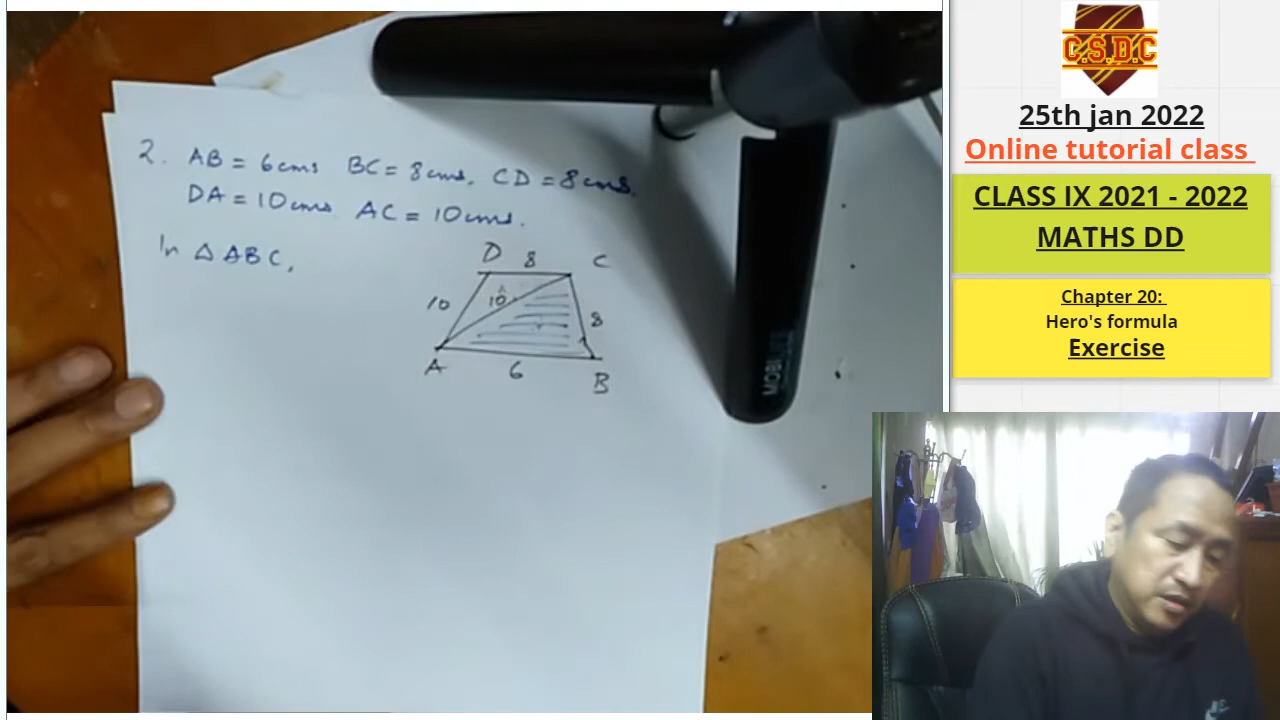 2. AB = 6cms BC = 8cms. CD = 8cms.
DA = 10cms AC = 10cms.
In △ABC,
D 8 C
10 10 8
A 6 B
MOBI
C.S.D.C
25th jan 2022
Online tutorial class
CLASS IX 2021 - 2022
MATHS DD
Chapter 20:
Hero's formula
Exercise